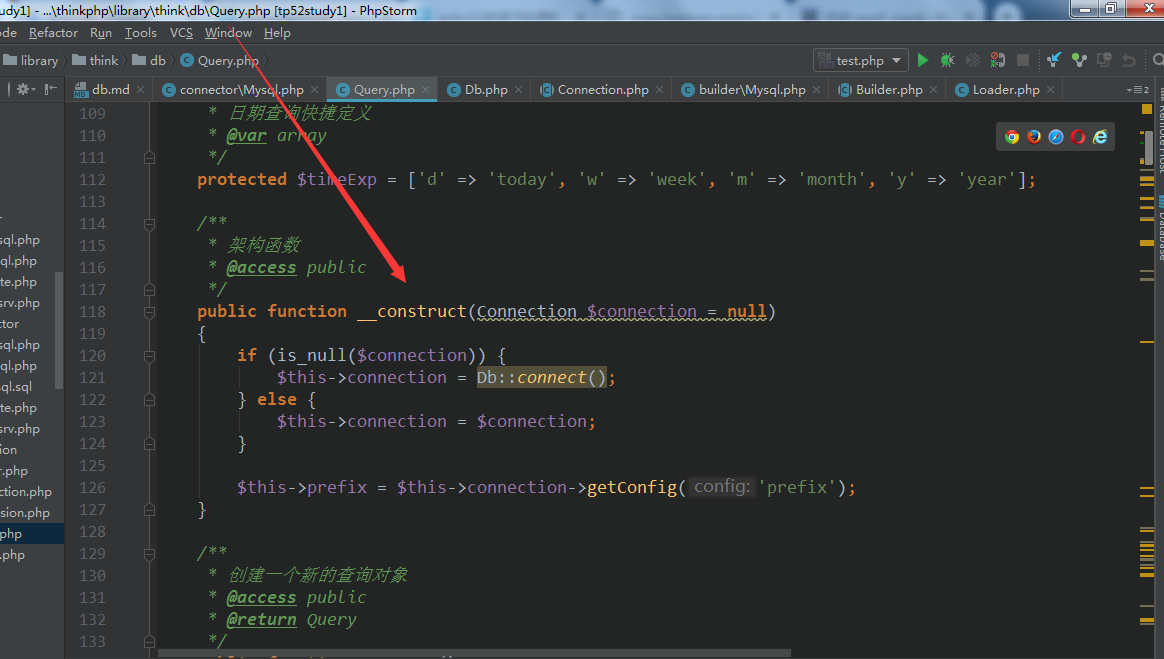 udy1] - ...\thinkphp\library\think\db\Query.php [tp52study1] - PhpStorm
ode Refactor Run Tools VCS Window Help
library think db Query.php test.php
db.md connector\Mysql.php Query.php Db.php Connection.php builder\Mysql.php Builder.php Loader.php
109 * 日期查询快捷定义
110 * @var array
111 */
112 protected $timeExp = ['d' => 'today', 'w' => 'week', 'm' => 'month', 'y' => 'year'];
113
114 /**
115 * 架构函数
116 * @access public
117 */
118 public function __construct(Connection $connection = null)
119 {
120 if (is_null($connection)) {
121 $this->connection = Db::connect();
122 } else {
123 $this->connection = $connection;
124 }
125
126 $this->prefix = $this->connection->getConfig( config: 'prefix');
127 }
128
129 /**
130 * 创建一个新的查询对象
131 * @access public
132 * @return Query
133 */
sql.php
ql.php
te.php
srv.php
ctor
sql.php
ql.php
ql.sql
te.php
srv.php
ion
r.php
ction.php
sion.php
php
.php
Remote Host
Database